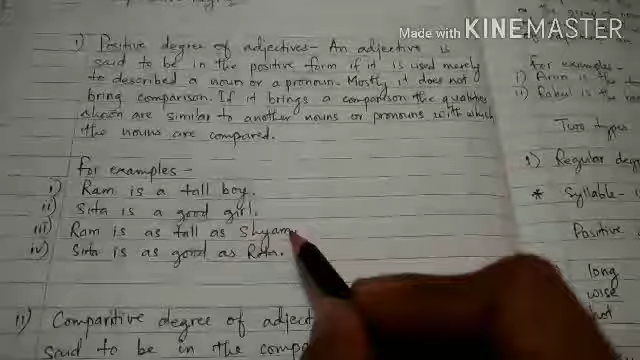 Made with KINEMASTER
i) Positive degree of adjectives - An adjective is
said to be in the positive form if it is used merely
to described a noun or a pronoun. Mostly it does not
bring comparison. If it brings a comparison the qualities
shown are similar to another nouns or pronouns with which
the nouns are compared.
for examples -
i) Ram is a tall boy.
ii) Sita is a good girl.
iii) Ram is as tall as Shyam
iv) Sita is as good as Rita.
ii) Comparitive degree of adject
said to be in the compa
for examples -
i) Arun is the
ii) Rahul is the
Two types
1) Regular deg
* Syllable -
Positive
long
wise
hot